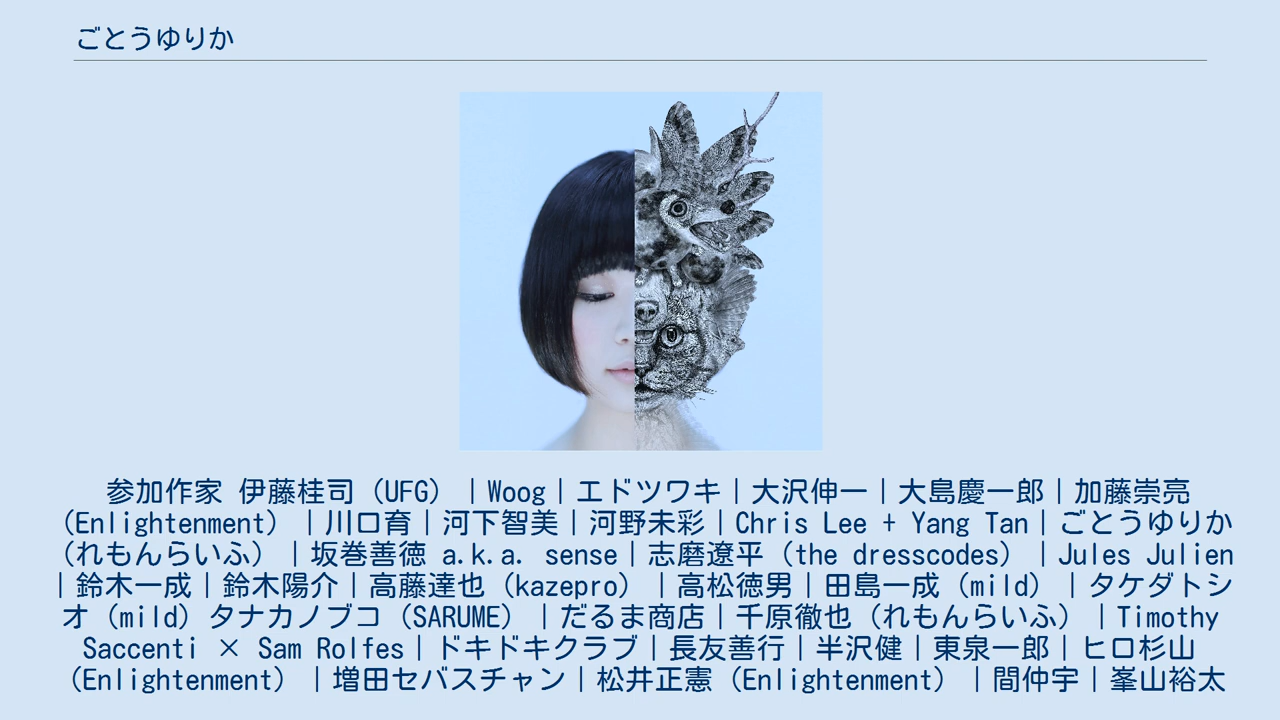 ごとうゆりか
参加作家 伊藤桂司（UFG）｜Woog｜エドツワキ｜大沢伸一｜大島慶一郎｜加藤崇亮
（Enlightenment）｜川口育｜河下智美｜河野未彩｜Chris Lee + Yang Tan｜ごとうゆりか
（れもんらいふ）｜坂巻善徳 a.k.a. sense｜志磨遼平（the dresscodes）｜Jules Julien
｜鈴木一成｜鈴木陽介｜高藤達也（kazepro）｜高松徳男｜田島一成（mild）｜タケダトシ
オ（mild）タナカノブコ（SARUME）｜だるま商店｜千原徹也（れもんらいふ）｜Timothy
Saccenti × Sam Rolfes｜ドキドキクラブ｜長友善行｜半沢健｜東泉一郎｜ヒロ杉山
（Enlightenment）｜増田セバスチャン｜松井正憲（Enlightenment）｜間仲宇｜峯山裕太